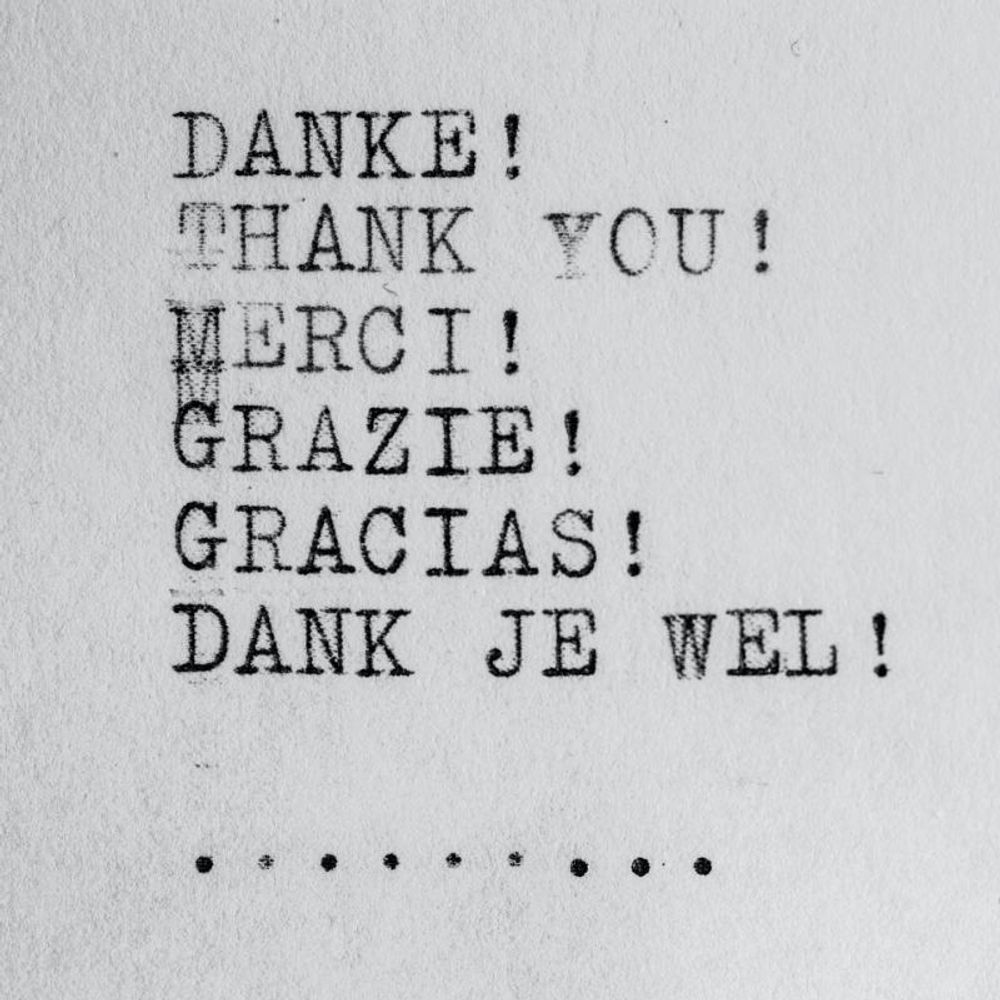 DANKE!
THANK YOU!
MERCI!
GRAZIE!
GRACIAS!
DANK JE WEL!
.........